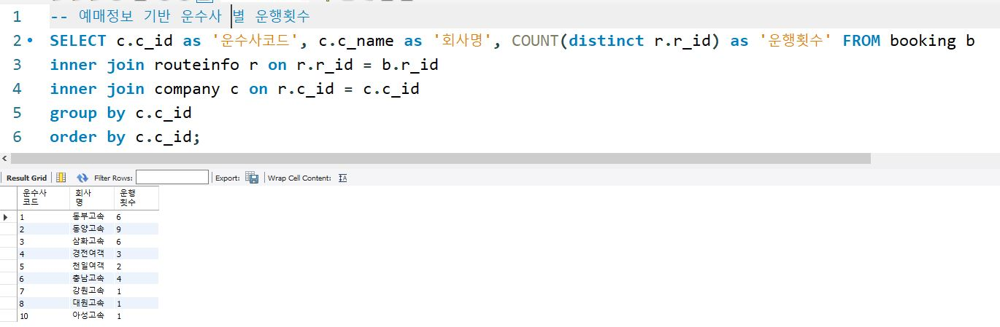 1 -- 예매정보 기반 운수사 별 운행횟수
2 SELECT c.c_id as '운수사코드', c.c_name as '회사명', COUNT(distinct r.r_id) as '운행횟수' FROM booking b
3 inner join routeinfo r on r.r_id = b.r_id
4 inner join company c on r.c_id = c.c_id
5 group by c.c_id
6 order by c.c_id;
Result Grid Filter Rows: Export: Wrap Cell Content:
운수사 회사 운행
코드 명 횟수
1 동부고속 6
2 동양고속 9
3 삼화고속 6
4 경전여객 3
5 천일여객 2
6 충남고속 4
7 강원고속 1
8 대원고속 1
10 아성고속 1